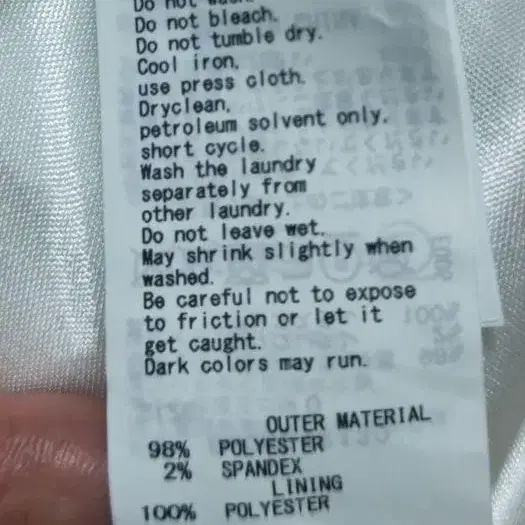 Do not wash.
Do not bleach.
Do not tumble dry.
Cool iron,
use press cloth.
Dryclean,
petroleum solvent only,
short cycle.
Wash the laundry
separately from
other laundry.
Do not leave wet.
May shrink slightly when
washed.
Be careful not to expose
to friction or let it
get caught.
Dark colors may run.
OUTER MATERIAL
98% POLYESTER
2% SPANDEX
LINING
100% POLYESTER